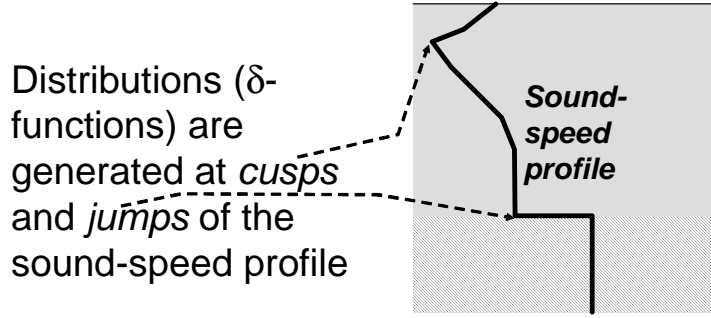 Distributions (δ-
functions) are
generated at cusps
and jumps of the
sound-speed profile
Sound-
speed
profile